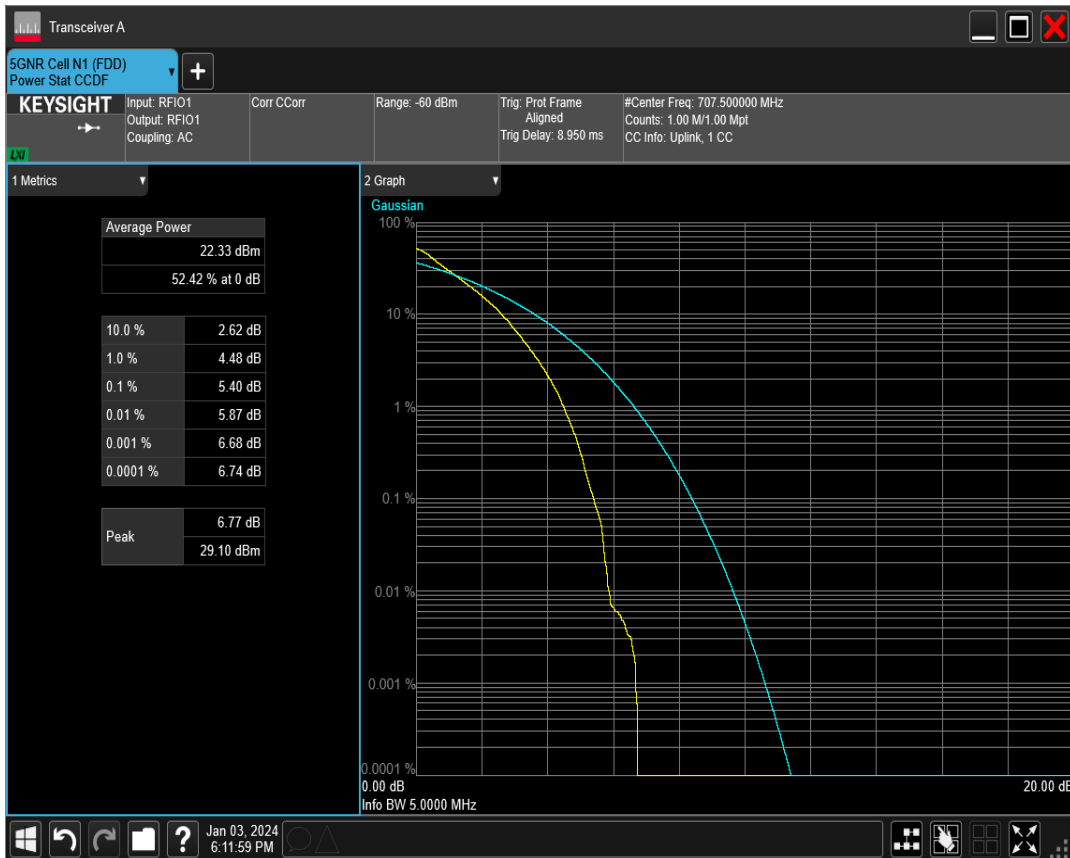 Transceiver A
5GNR Cell N1 (FDD)
Power Stat CCDF
KEYSIGHT
LXI
Input: RFIO1
Output: RFIO1
Coupling: AC
Corr CCorr
Range: -60 dBm
Trig: Prot Frame
Aligned
Trig Delay: 8.950 ms
#Center Freq: 707.500000 MHz
Counts: 1.00 M/1.00 Mpt
CC Info: Uplink, 1 CC
1 Metrics
Average Power
22.33 dBm
52.42 % at 0 dB
10.0 % 2.62 dB
1.0 % 4.48 dB
0.1 % 5.40 dB
0.01 % 5.87 dB
0.001 % 6.68 dB
0.0001 % 6.74 dB
Peak
6.77 dB
29.10 dBm
2 Graph
Gaussian
100 %
10 %
1 %
0.1 %
0.01 %
0.001 %
0.0001 %
0.00 dB 20.00 dB
Info BW 5.0000 MHz
?
Jan 03, 2024
6:11:59 PM